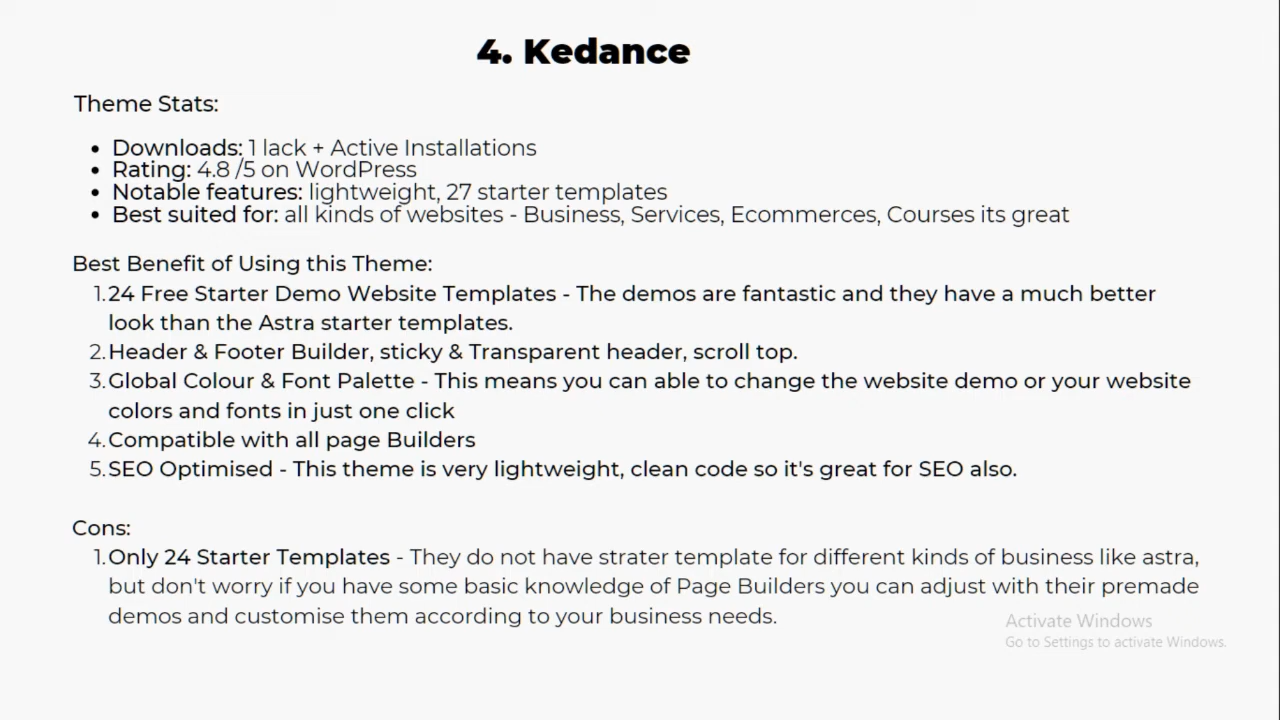 4. Kedance
Theme Stats:
• Downloads: 1 lack + Active Installations
• Rating: 4.8 /5 on WordPress
• Notable features: lightweight, 27 starter templates
• Best suited for: all kinds of websites - Business, Services, Ecommerces, Courses its great
Best Benefit of Using this Theme:
1. 24 Free Starter Demo Website Templates - The demos are fantastic and they have a much better
look than the Astra starter templates.
2. Header & Footer Builder, sticky & Transparent header, scroll top.
3. Global Colour & Font Palette - This means you can able to change the website demo or your website
colors and fonts in just one click
4. Compatible with all page Builders
5. SEO Optimised - This theme is very lightweight, clean code so it's great for SEO also.
Cons:
1. Only 24 Starter Templates - They do not have strater template for different kinds of business like astra,
but don't worry if you have some basic knowledge of Page Builders you can adjust with their premade
demos and customise them according to your business needs.
Activate Windows
Go to Settings to activate Windows.